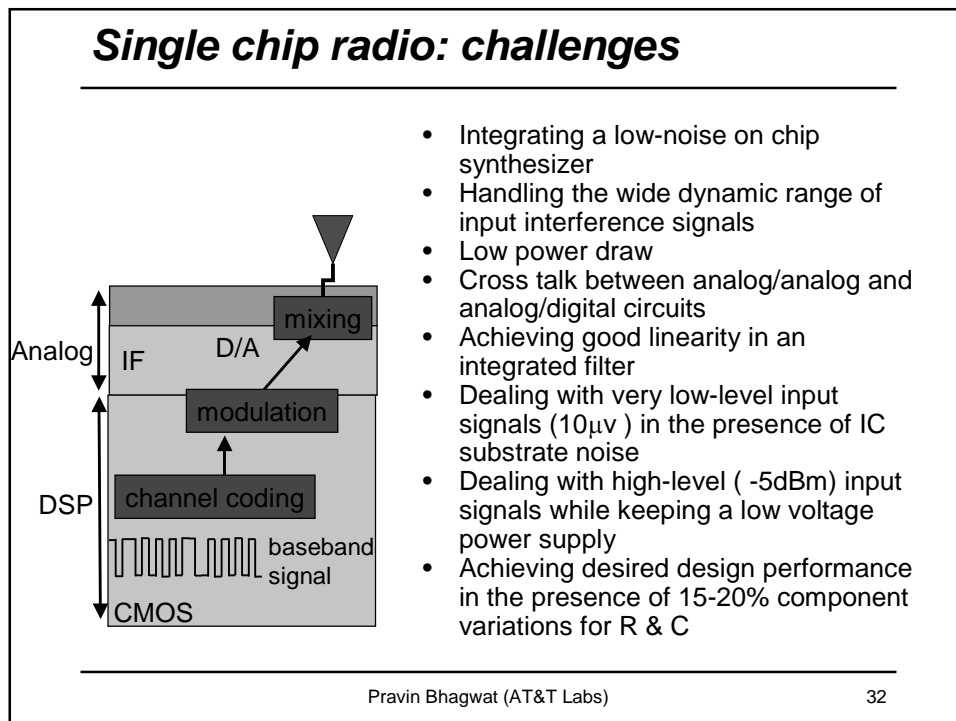 Single chip radio: challenges
• Integrating a low-noise on chip
synthesizer
• Handling the wide dynamic range of
input interference signals
• Low power draw
• Cross talk between analog/analog and
analog/digital circuits
• Achieving good linearity in an
integrated filter
• Dealing with very low-level input
signals (10μv ) in the presence of IC
substrate noise
• Dealing with high-level ( -5dBm) input
signals while keeping a low voltage
power supply
• Achieving desired design performance
in the presence of 15-20% component
variations for R & C
mixing
Analog
IF
D/A
modulation
DSP
channel coding
baseband
signal
CMOS
Pravin Bhagwat (AT&T Labs)
32